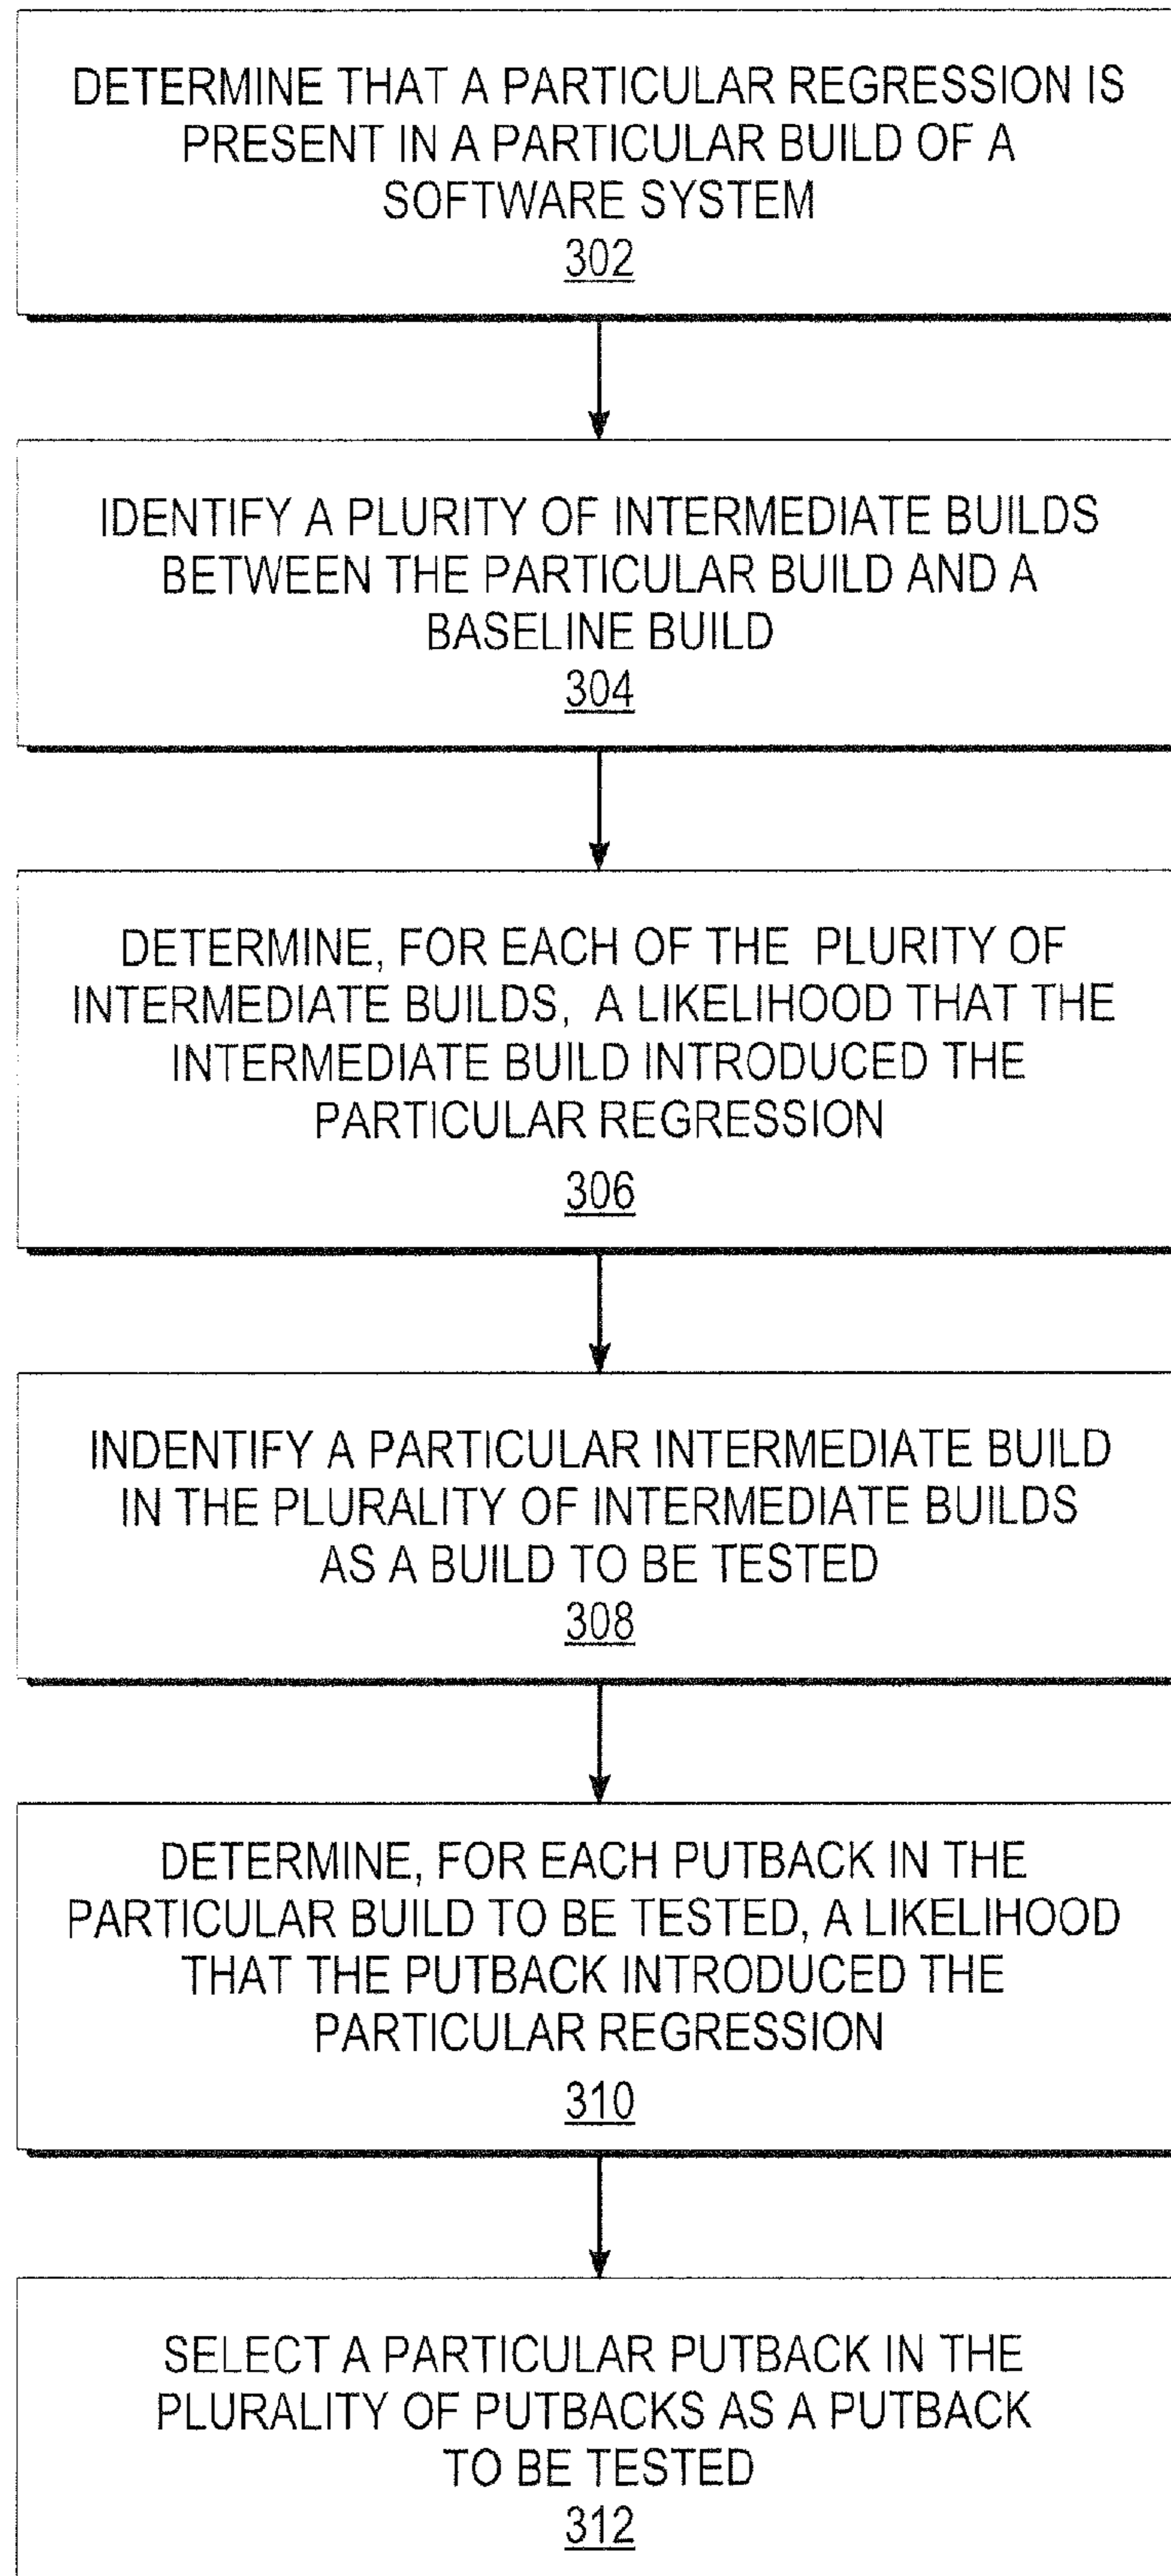 DETERMINE THAT A PARTICULAR REGRESSION IS
PRESENT IN A PARTICULAR BUILD OF A
SOFTWARE SYSTEM
302
IDENTIFY A PLURITY OF INTERMEDIATE BUILDS
BETWEEN THE PARTICULAR BUILD AND A
BASELINE BUILD
304
DETERMINE, FOR EACH OF THE PLURITY OF
INTERMEDIATE BUILDS, A LIKELIHOOD THAT THE
INTERMEDIATE BUILD INTRODUCED THE
PARTICULAR REGRESSION
306
INDENTIFY A PARTICULAR INTERMEDIATE BUILD
IN THE PLURALITY OF INTERMEDIATE BUILDS
AS A BUILD TO BE TESTED
308
DETERMINE, FOR EACH PUTBACK IN THE
PARTICULAR BUILD TO BE TESTED, A LIKELIHOOD
THAT THE PUTBACK INTRODUCED THE
PARTICULAR REGRESSION
310
SELECT A PARTICULAR PUTBACK IN THE
PLURALITY OF PUTBACKS AS A PUTBACK
TO BE TESTED
312